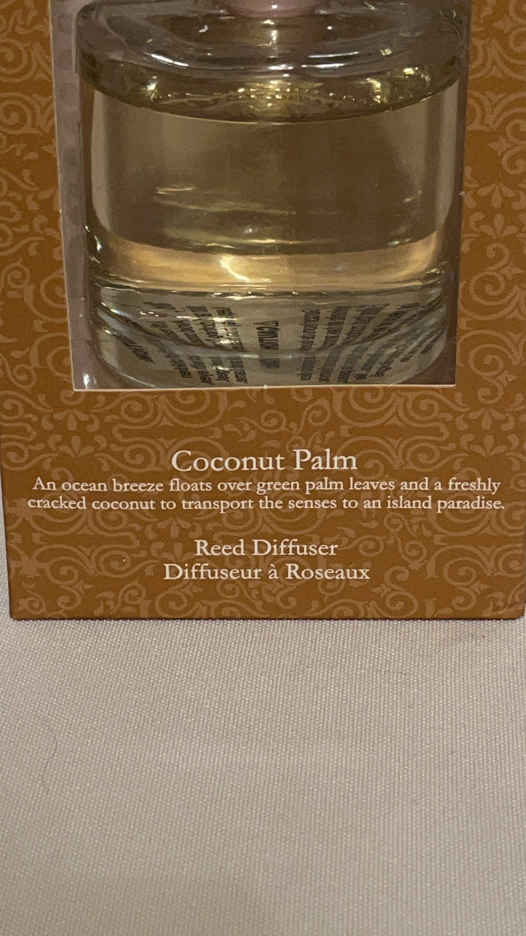 Coconut Palm
An ocean breeze floats over green palm leaves and a freshly
cracked coconut to transport the senses to an island paradise.
Reed Diffuser
Diffuseur à Roseaux